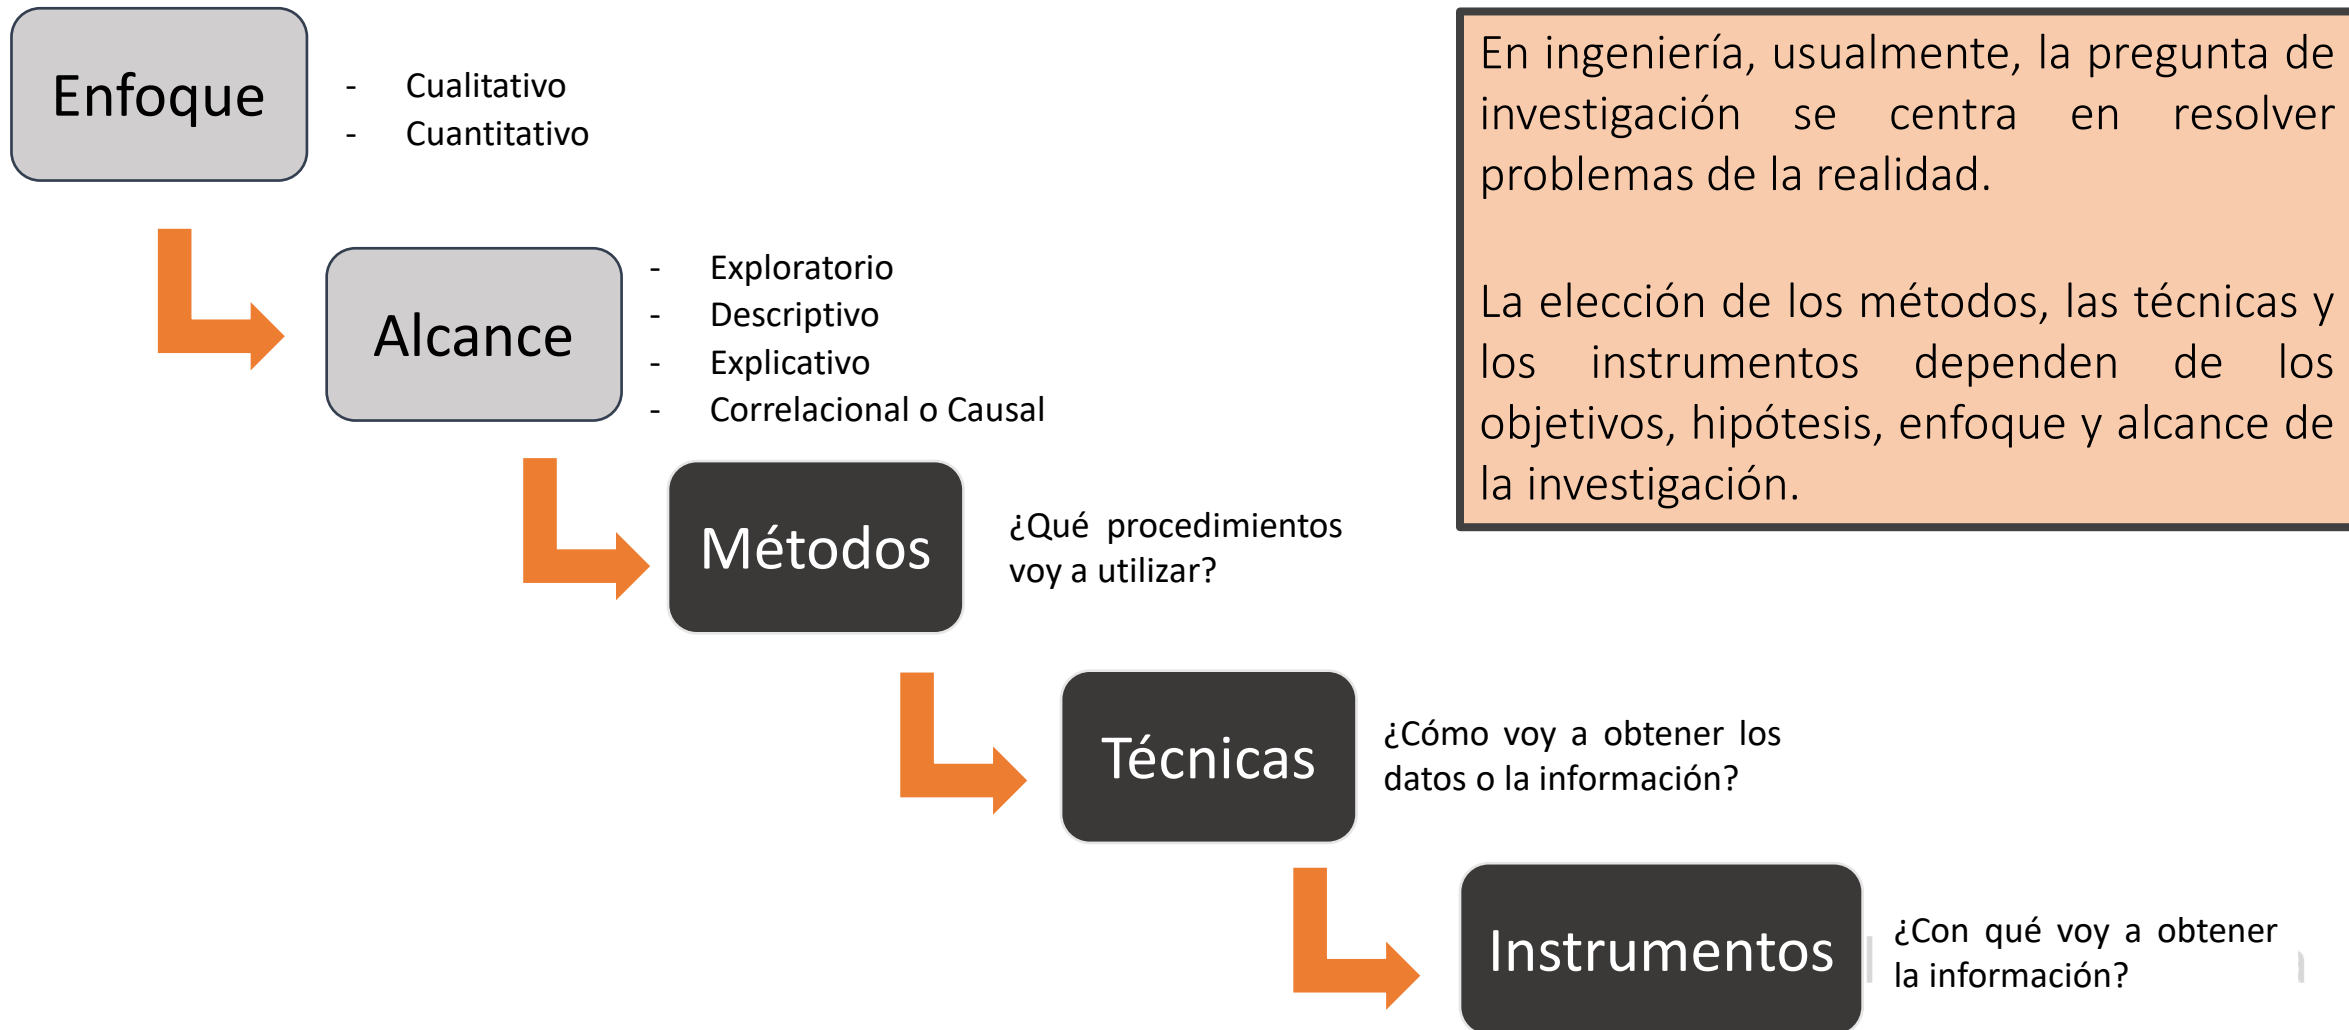 Enfoque
- Cualitativo
- Cuantitativo
En ingeniería, usualmente, la pregunta de
investigación se centra en resolver
problemas de la realidad.
La elección de los métodos, las técnicas y
los instrumentos dependen de los
objetivos, hipótesis, enfoque y alcance de
la investigación.
Alcance
- Exploratorio
- Descriptivo
- Explicativo
- Correlacional o Causal
Métodos
¿Qué procedimientos
voy a utilizar?
Técnicas
¿Cómo voy a obtener los
datos o la información?
Instrumentos
¿Con qué voy a obtener
la información?